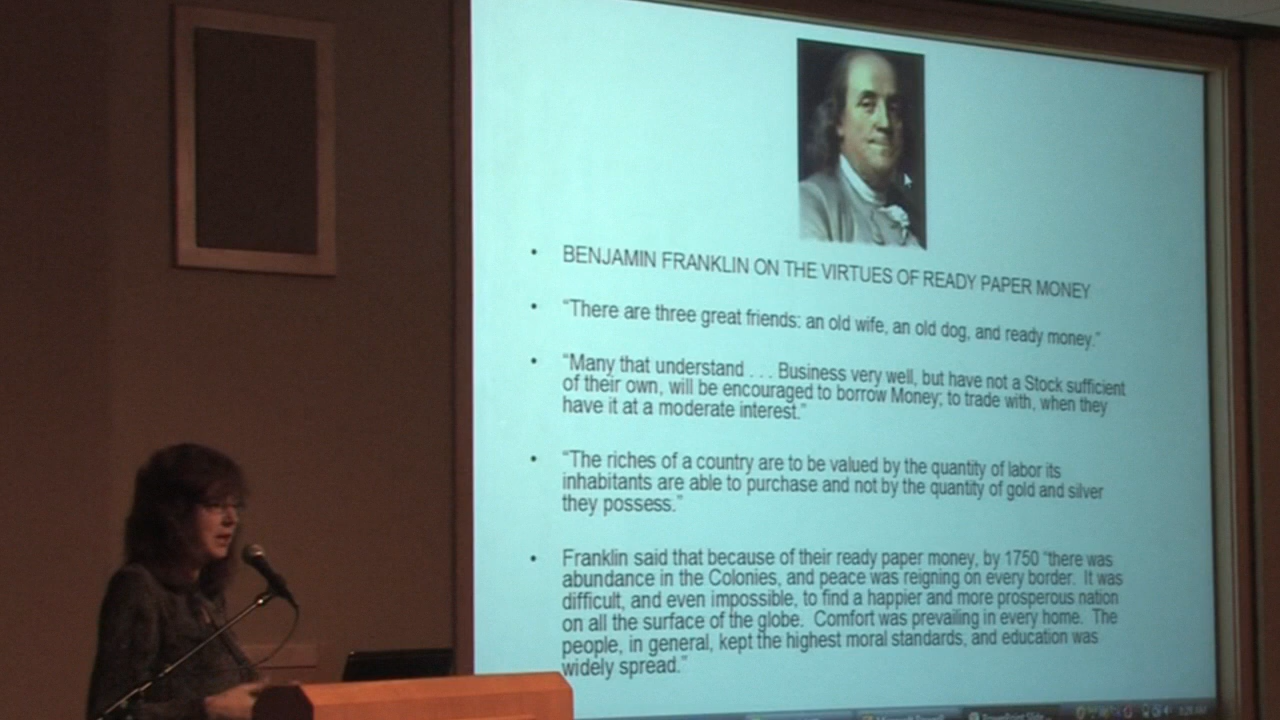 • BENJAMIN FRANKLIN ON THE VIRTUES OF READY PAPER MONEY
• "There are three great friends: an old wife, an old dog, and ready money."
• "Many that understand . . . Business very well, but have not a Stock sufficient
of their own, will be encouraged to borrow Money; to trade with, when they
have it at a moderate interest."
• "The riches of a country are to be valued by the quantity of labor its
inhabitants are able to purchase and not by the quantity of gold and silver
they possess."
• Franklin said that because of their ready paper money, by 1750 "there was
abundance in the Colonies, and peace was reigning on every border. It was
difficult, and even impossible, to find a happier and more prosperous nation
on all the surface of the globe. Comfort was prevailing in every home. The
people, in general, kept the highest moral standards, and education was
widely spread."